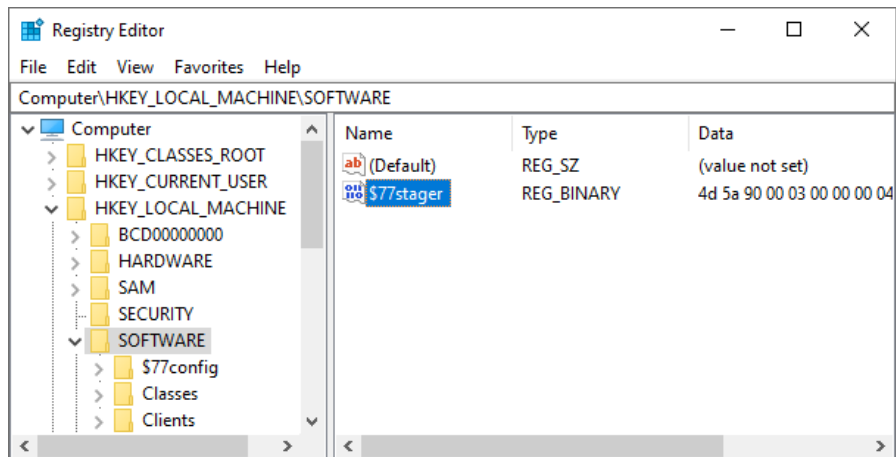 Registry Editor
File Edit View Favorites Help
Computer\HKEY_LOCAL_MACHINE\SOFTWARE
Computer
HKEY_CLASSES_ROOT
HKEY_CURRENT_USER
HKEY_LOCAL_MACHINE
BCD00000000
HARDWARE
SAM
SECURITY
SOFTWARE
$77config
Classes
Clients
Name Type Data
ab (Default) REG_SZ (value not set)
$77stager REG_BINARY 4d 5a 90 00 03 00 00 00 04